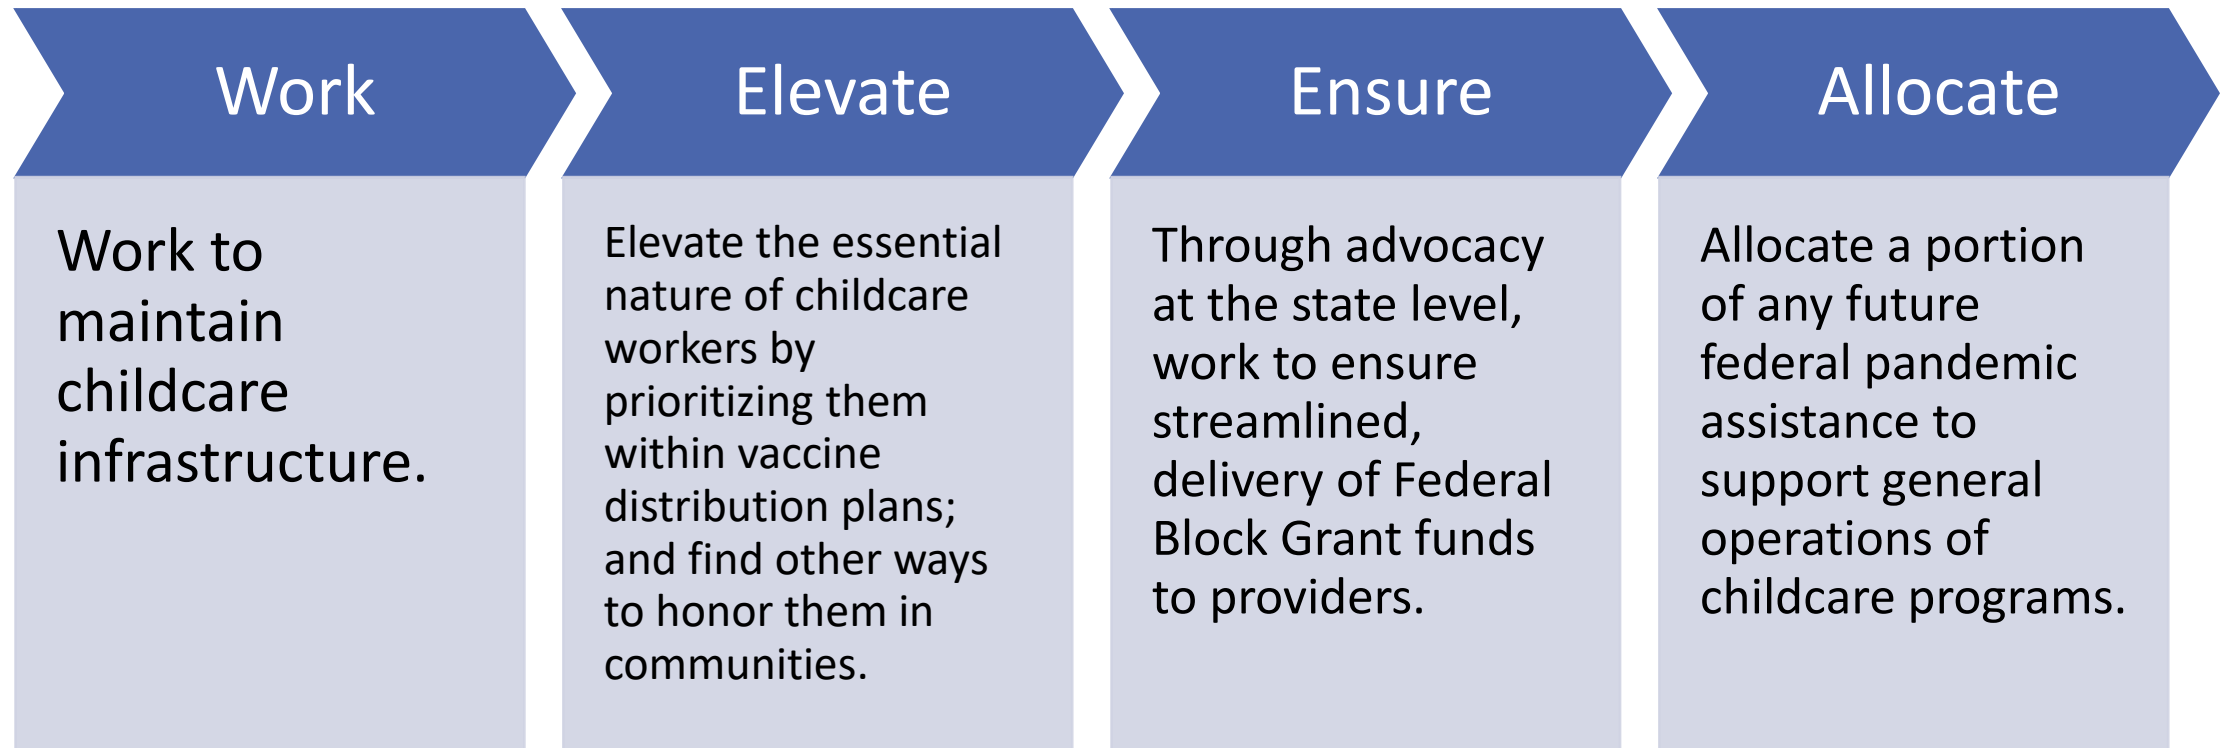 Work
Work to
maintain
childcare
infrastructure.
Elevate
Elevate the essential
nature of childcare
workers by
prioritizing them
within vaccine
distribution plans;
and find other ways
to honor them in
communities.
Ensure
Through advocacy
at the state level,
work to ensure
streamlined,
delivery of Federal
Block Grant funds
to providers.
Allocate
Allocate a portion
of any future
federal pandemic
assistance to
support general
operations of
childcare programs.